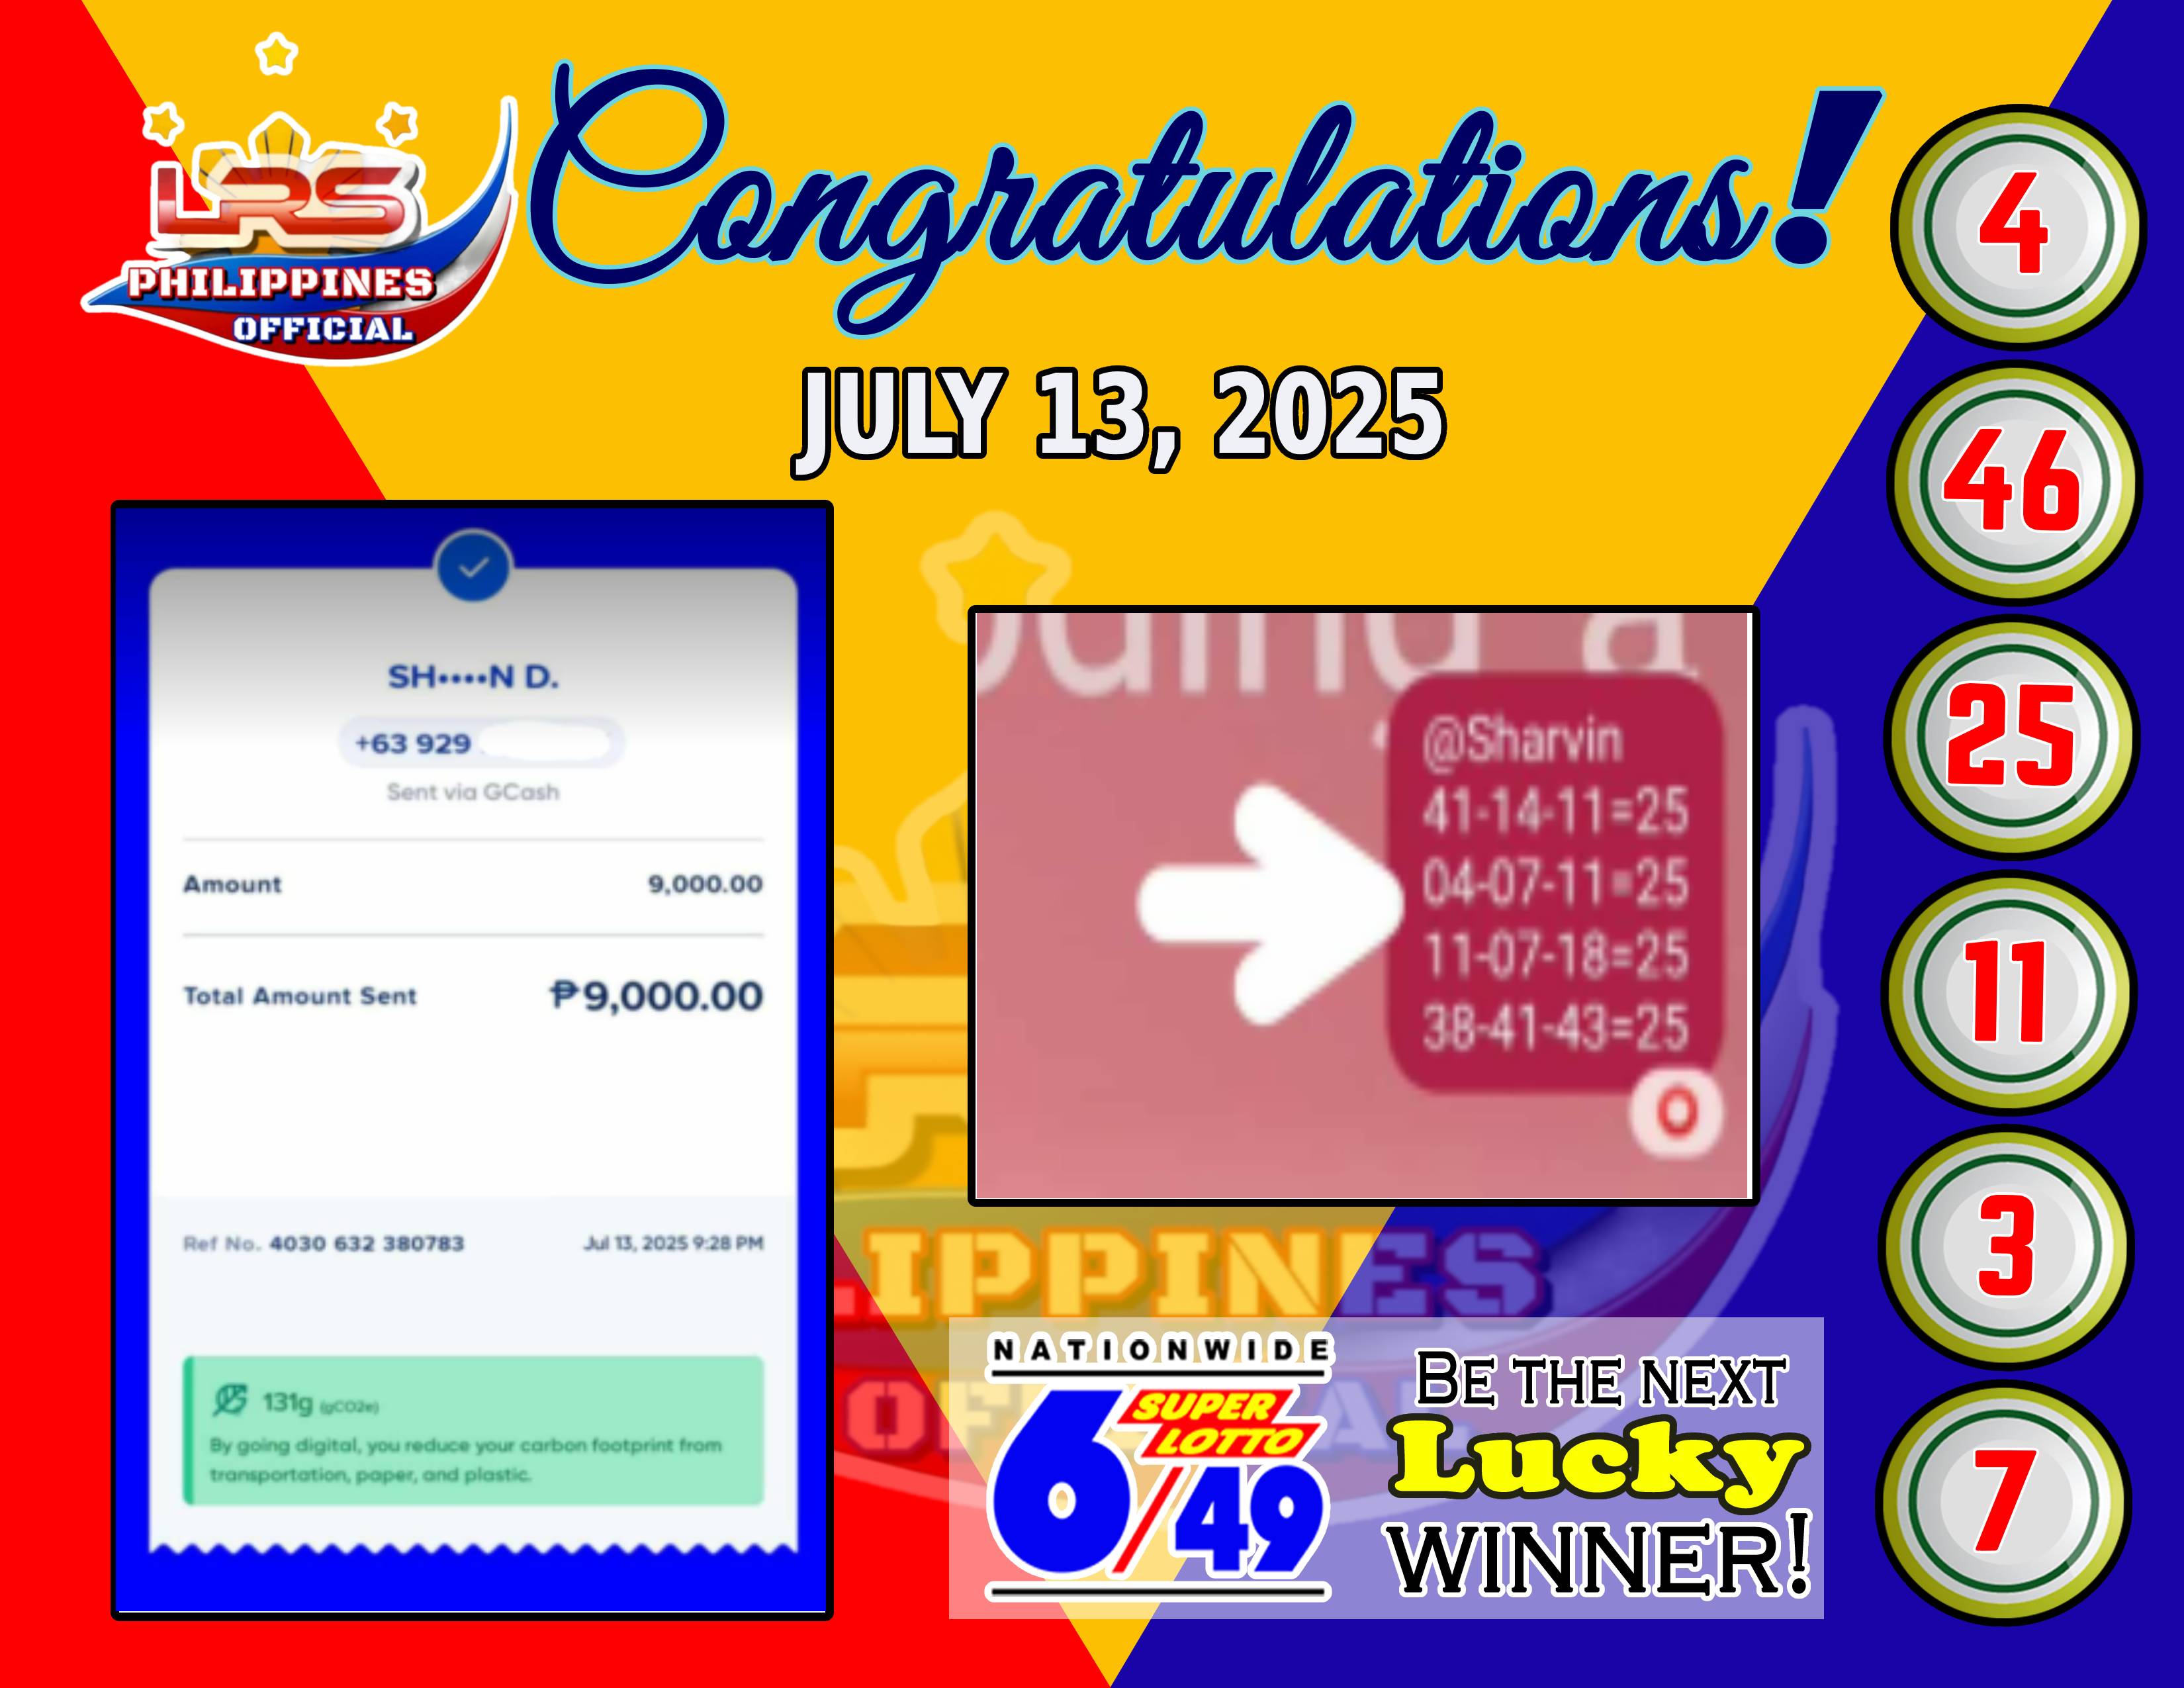 LRS
PHILIPPINES
OFFICIAL
Congratulations!
JULY 13, 2025
SH••••N D.
+63 929
Sent via GCash
Amount 9,000.00
Total Amount Sent ₱9,000.00
Ref No. 4030 632 380783 Jul 13, 2025 9:28 PM
131g (gCO2e)
By going digital, you reduce your carbon footprint from
transportation, paper, and plastic.
@Sharvin
41-14-11=25
04-07-11=25
11-07-18=25
38-41-43=25
NATIONWIDE
SUPER
LOTTO
6/49
BE THE NEXT
Lucky
WINNER!
4
46
25
11
3
7